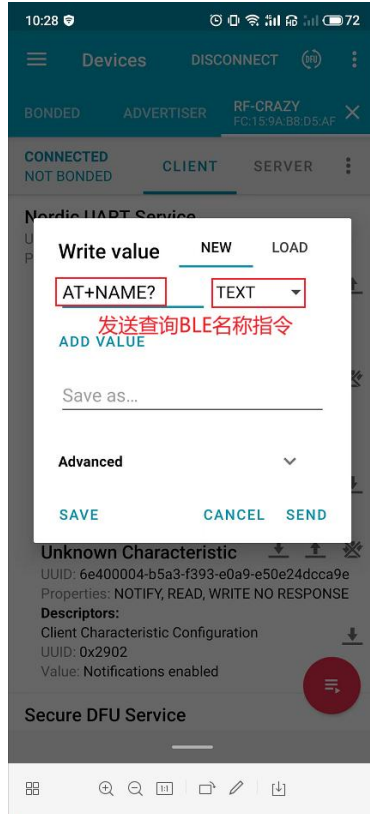 10:28 72
Devices DISCONNECT DFU
BONDED ADVERTISER RF-CRAZY
FC:15:9A:B8:D5:AF
CONNECTED
NOT BONDED
CLIENT SERVER
Nordic UART Service
Write value NEW LOAD
AT+NAME? TEXT
发送查询BLE名称指令
ADD VALUE
Save as...
Advanced
SAVE CANCEL SEND
Unknown Characteristic
UUID: 6e400004-b5a3-f393-e0a9-e50e24dcca9e
Properties: NOTIFY, READ, WRITE NO RESPONSE
Descriptors:
Client Characteristic Configuration
UUID: 0x2902
Value: Notifications enabled
Secure DFU Service
1:1